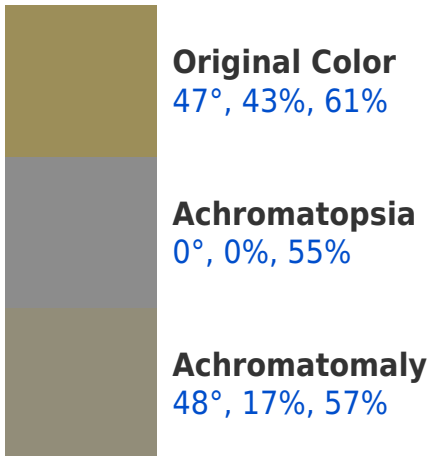 Original Color
47°, 43%, 61%
Achromatopsia
0°, 0%, 55%
Achromatomaly
48°, 17%, 57%